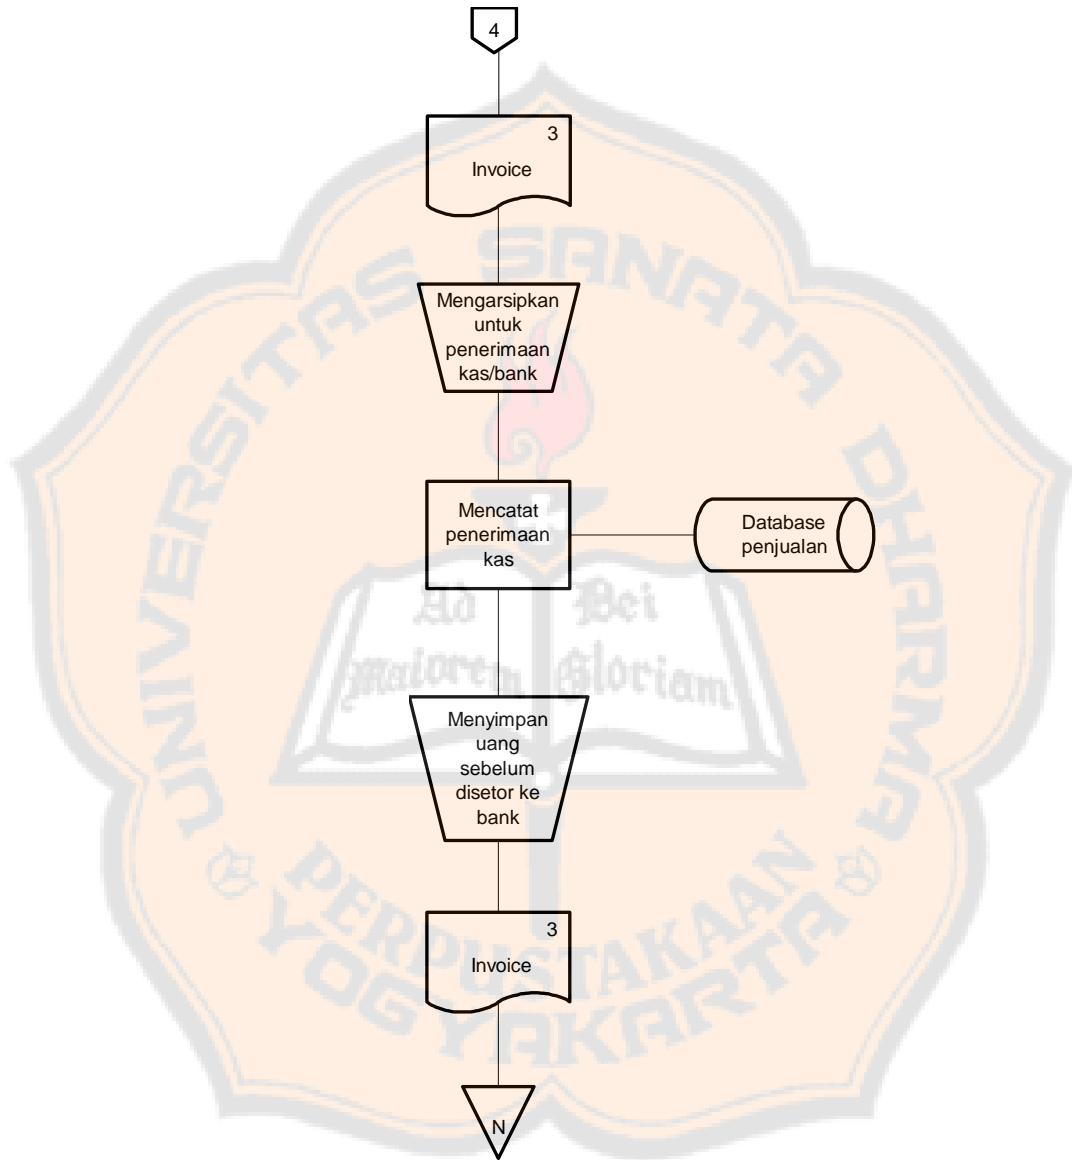 4
3
Invoice
Mengarsipkan
untuk
penerimaan
kas/bank
Mencatat
penerimaan
kas
Database
penjualan
Menyimpan
uang
sebelum
disetor ke
bank
3
Invoice
N
UNIVERSITAS SANATA DHARMA
Ad Dei
Maiorem Gloriam
PERPUSTAKAAN
YOGYAKARTA